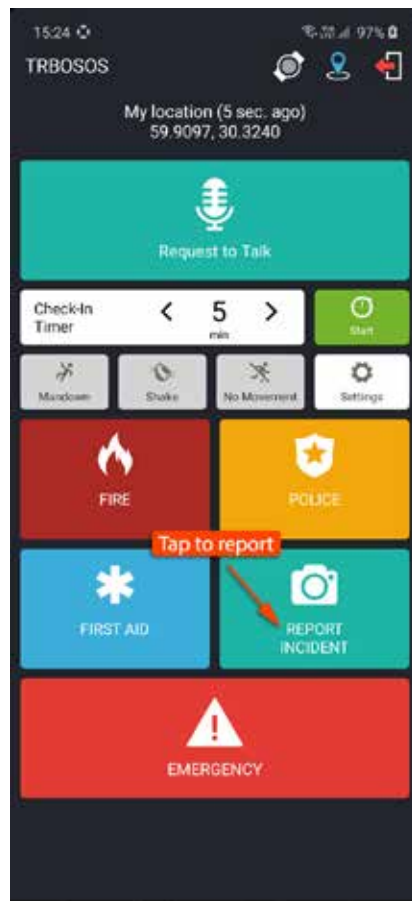 15:24
97%
TRBOSOS
My location (5 sec. ago)
59.9097, 30.3240
Request to Talk
Check-In
Timer
5
min
Start
Mandown
Shake
No Movement
Settings
FIRE
POLICE
Tap to report
FIRST AID
REPORT
INCIDENT
EMERGENCY